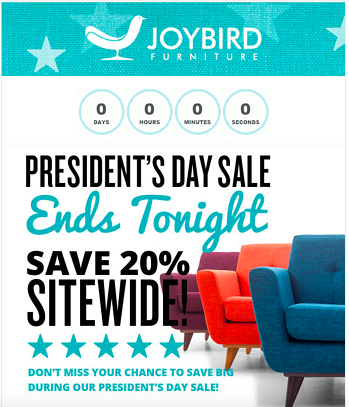 JOYBIRD
FURNITURE
0 0 0 0
DAYS HOURS MINUTES SECONDS
PRESIDENT'S DAY SALE
Ends Tonight
SAVE 20%
SITEWIDE!
DON'T MISS YOUR CHANCE TO SAVE BIG
DURING OUR PRESIDENT'S DAY SALE!